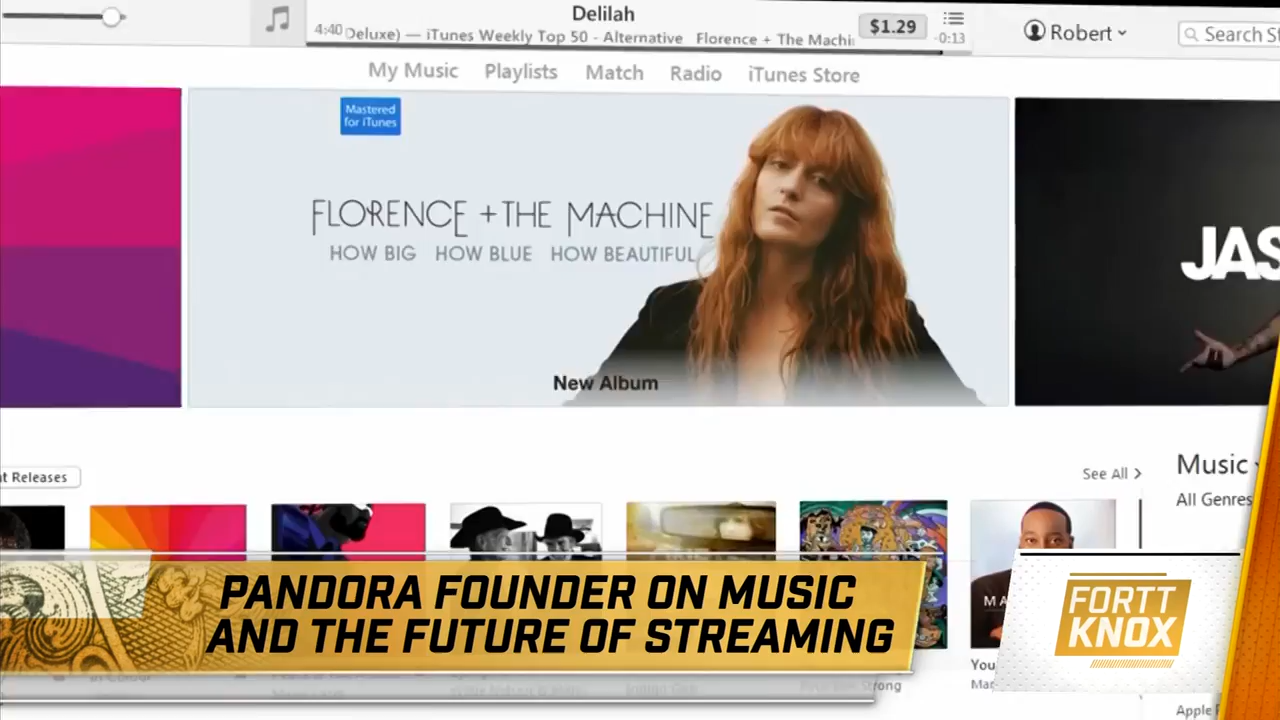 Delilah
4:40 Deluxe) — iTunes Weekly Top 50 - Alternative Florence + The Machi
$1.29
-0:13
Robert
Search St
My Music Playlists Match Radio iTunes Store
Mastered
for iTunes
FLORENCE + THE MACHINE
HOW BIG HOW BLUE HOW BEAUTIFUL
New Album
JAS
t Releases
See All >
Music
All Genres
PANDORA FOUNDER ON MUSIC
AND THE FUTURE OF STREAMING
FORTT
KNOX
MA
You
Mar
strong
Apple